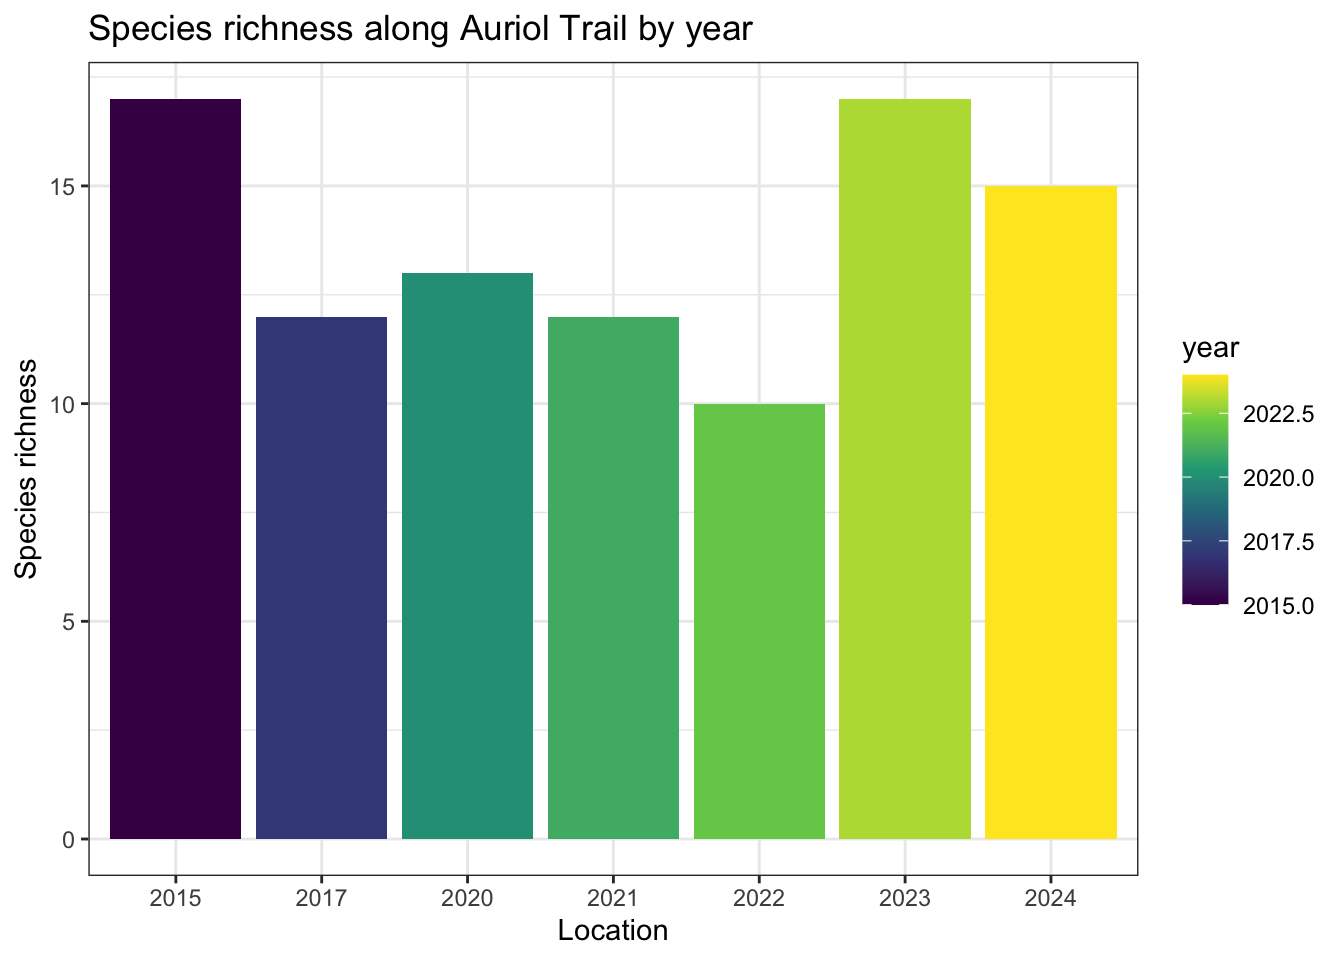 Species richness along Auriol Trail by year
Species richness
15
10
5
0
2015 2017 2020 2021 2022 2023 2024
Location
year
2022.5
2020.0
2017.5
2015.0